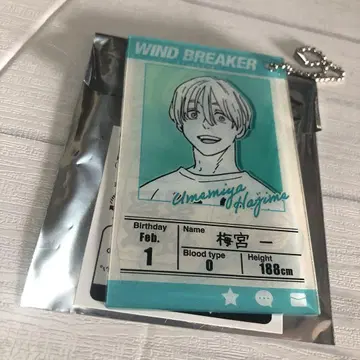 WIND BREAKER
Umemiya
Hajime
Birthday
Feb.
1
Name
梅宮 一
Blood type
O
Height
188cm